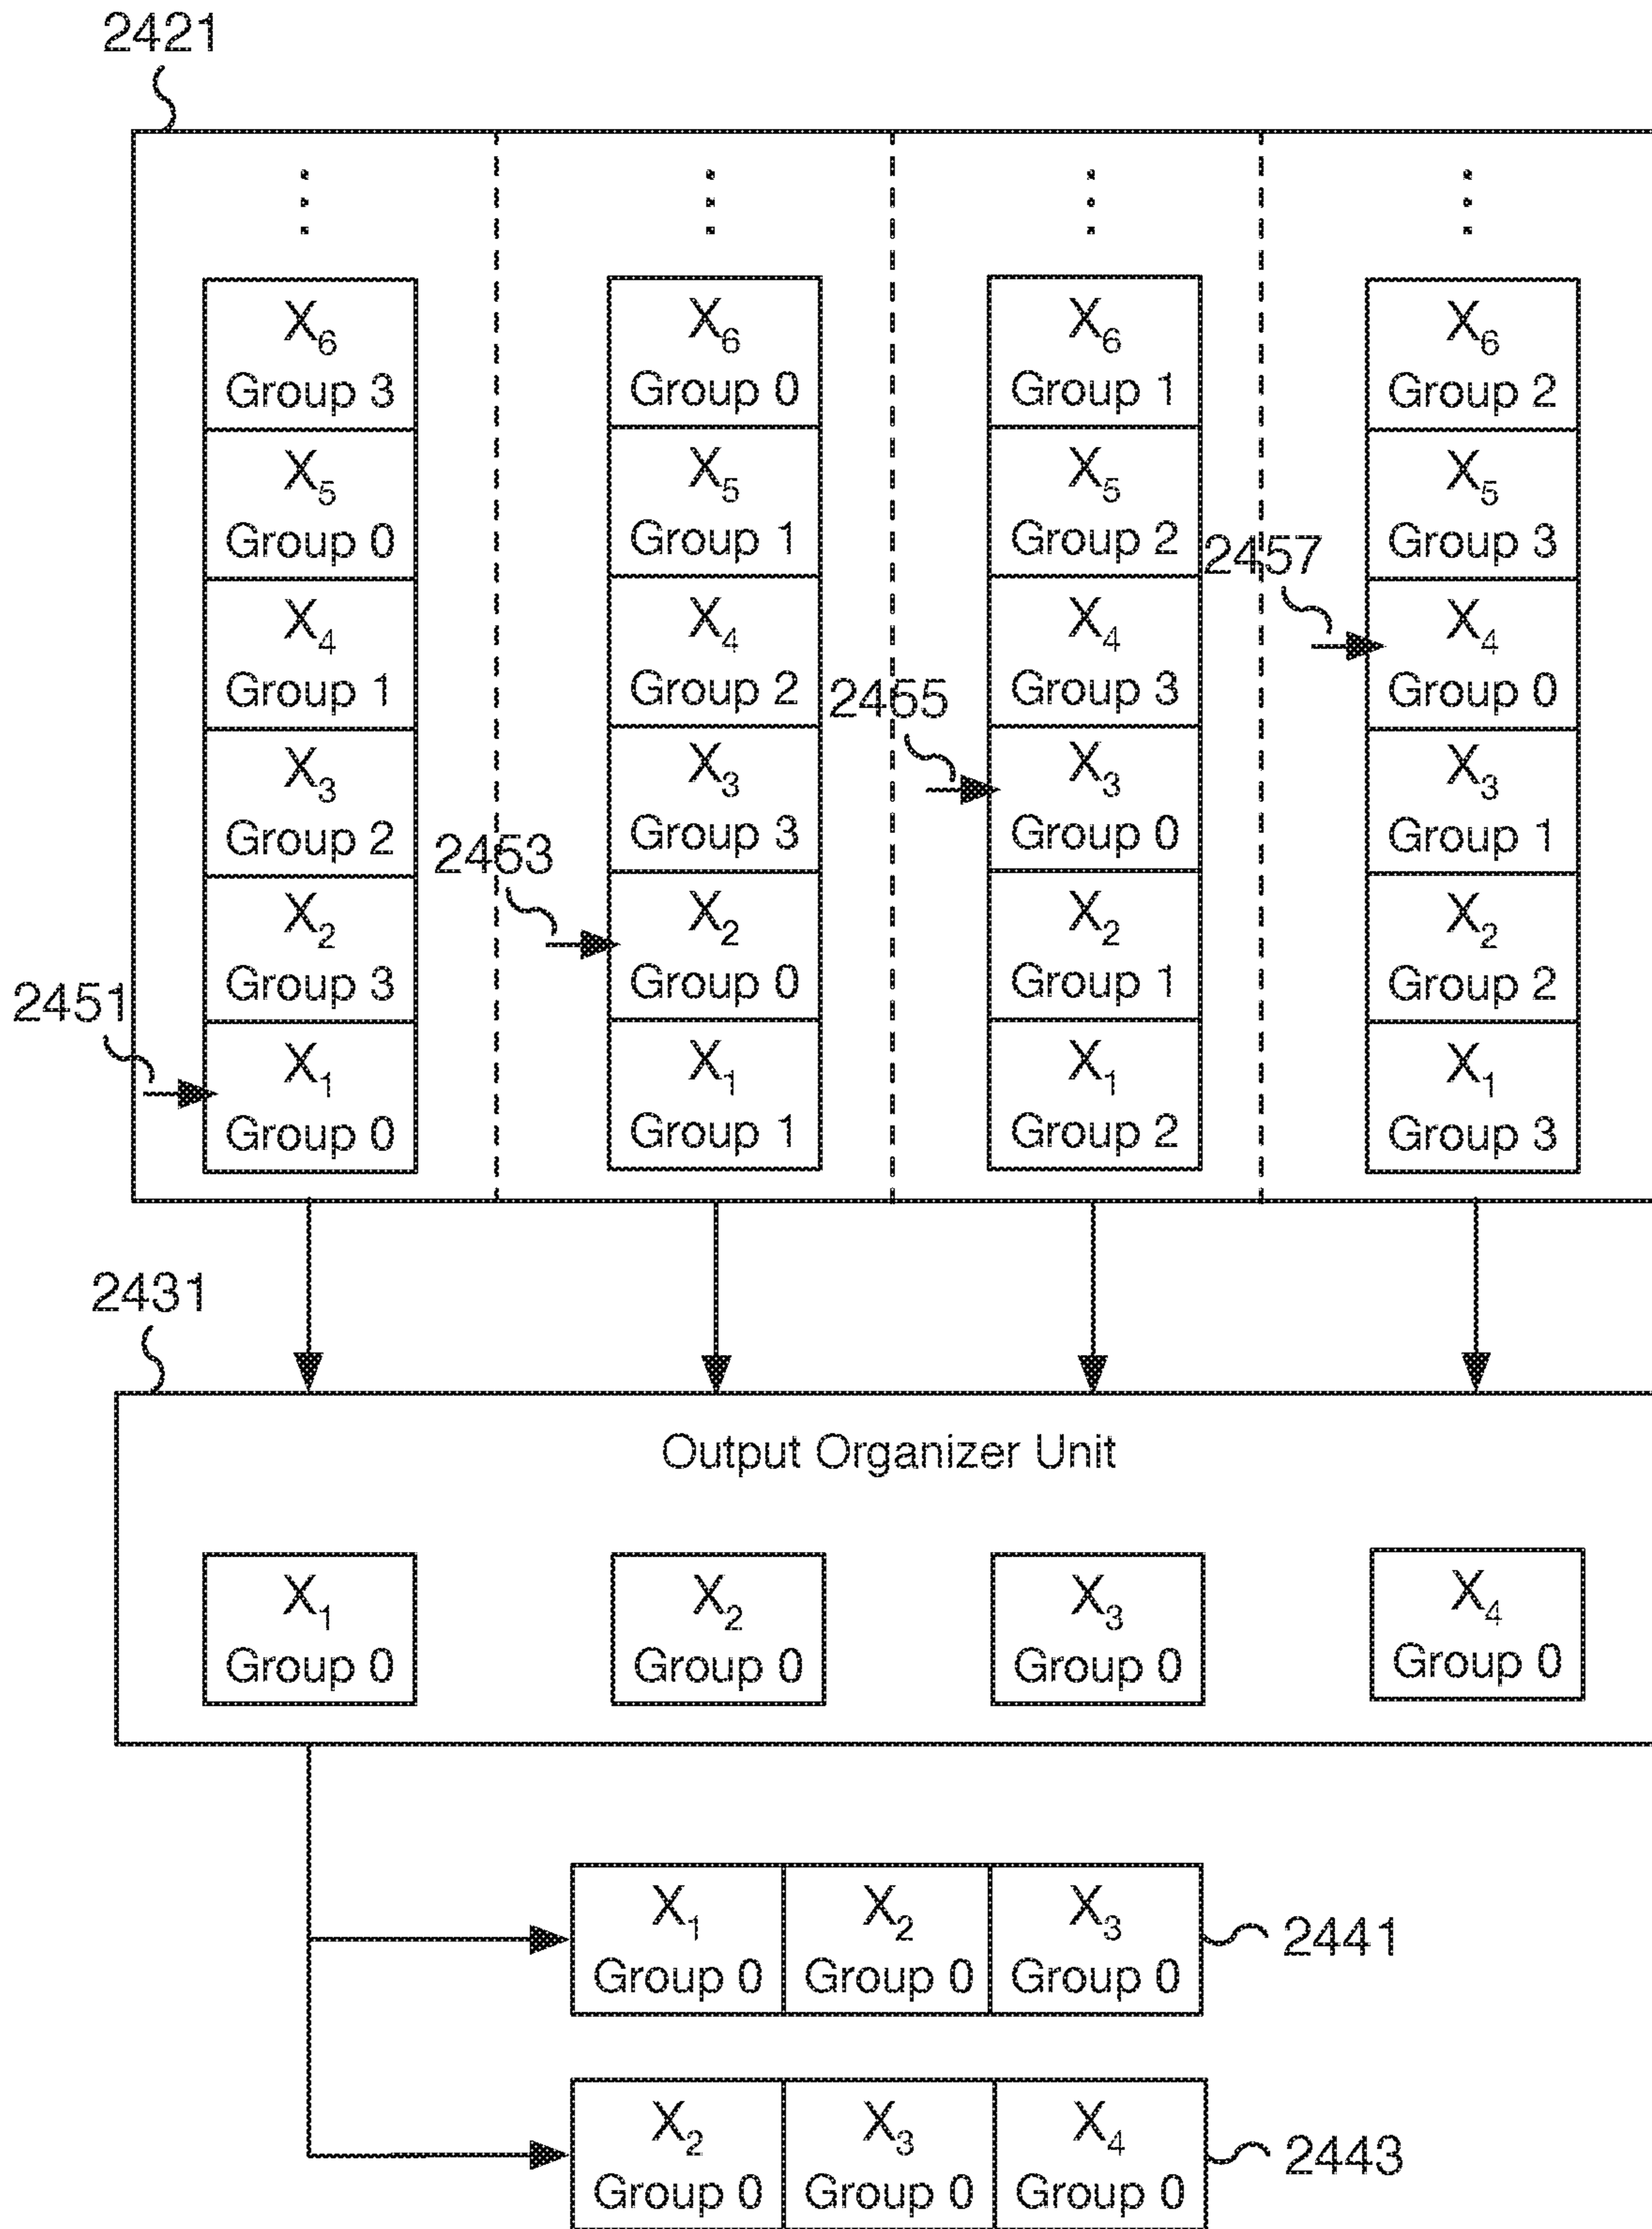 2421
X₆ X₆ X₆ X₆
Group 3 Group 0 Group 1 Group 2
X₅ X₅ X₅ X₅
Group 0 Group 1 Group 2 Group 3
2457
X₄ X₄ X₄ X₄
Group 1 Group 2 Group 3 Group 0
2455
X₃ X₃ X₃ X₃
Group 2 Group 3 Group 0 Group 1
2453
X₂ X₂ X₂ X₂
Group 3 Group 0 Group 1 Group 2
2451
X₁ X₁ X₁ X₁
Group 0 Group 1 Group 2 Group 3
2431
Output Organizer Unit
X₁ X₂ X₃ X₄
Group 0 Group 0 Group 0 Group 0
X₁ X₂ X₃
Group 0 Group 0 Group 0
2441
X₂ X₃ X₄
Group 0 Group 0 Group 0
2443